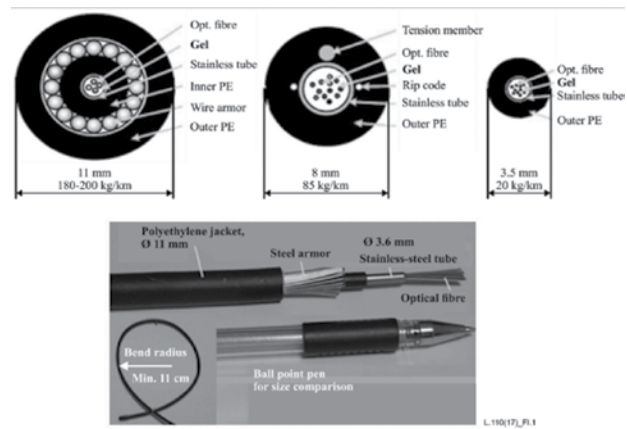 Opt. fibre
Gel
Stainless tube
Inner PE
Wire armor
Outer PE
11 mm
180-200 kg/km
Tension member
Opt. fibre
Gel
Rip code
Stainless tube
Outer PE
8 mm
85 kg/km
Opt. fibre
Gel
Stainless tube
Outer PE
3.5 mm
20 kg/km
Polyethylene jacket,
Ø 11 mm
Steel armor
Ø 3.6 mm
Stainless-steel tube
Optical fibre
Bend radius
Min. 11 cm
Ball point pen
for size comparison
L.110(17)_FI.1